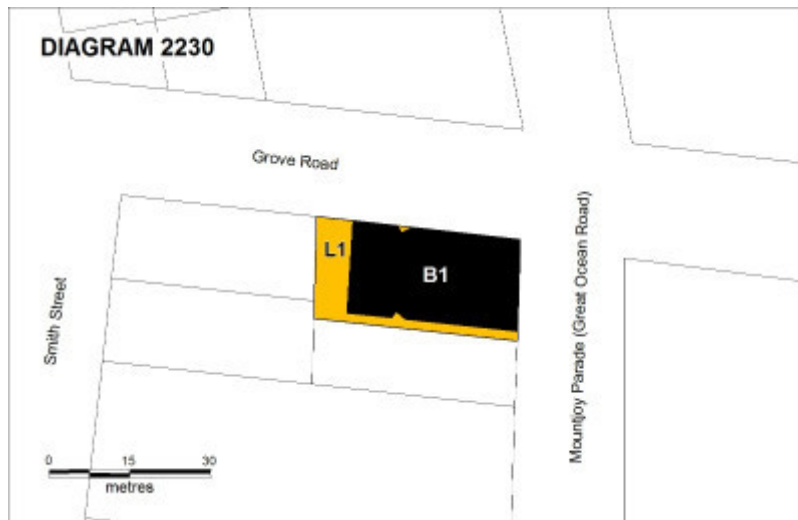 DIAGRAM 2230
Grove Road
L1
B1
Smith Street
Mountjoy Parade (Great Ocean Road)
0 15 30
metres